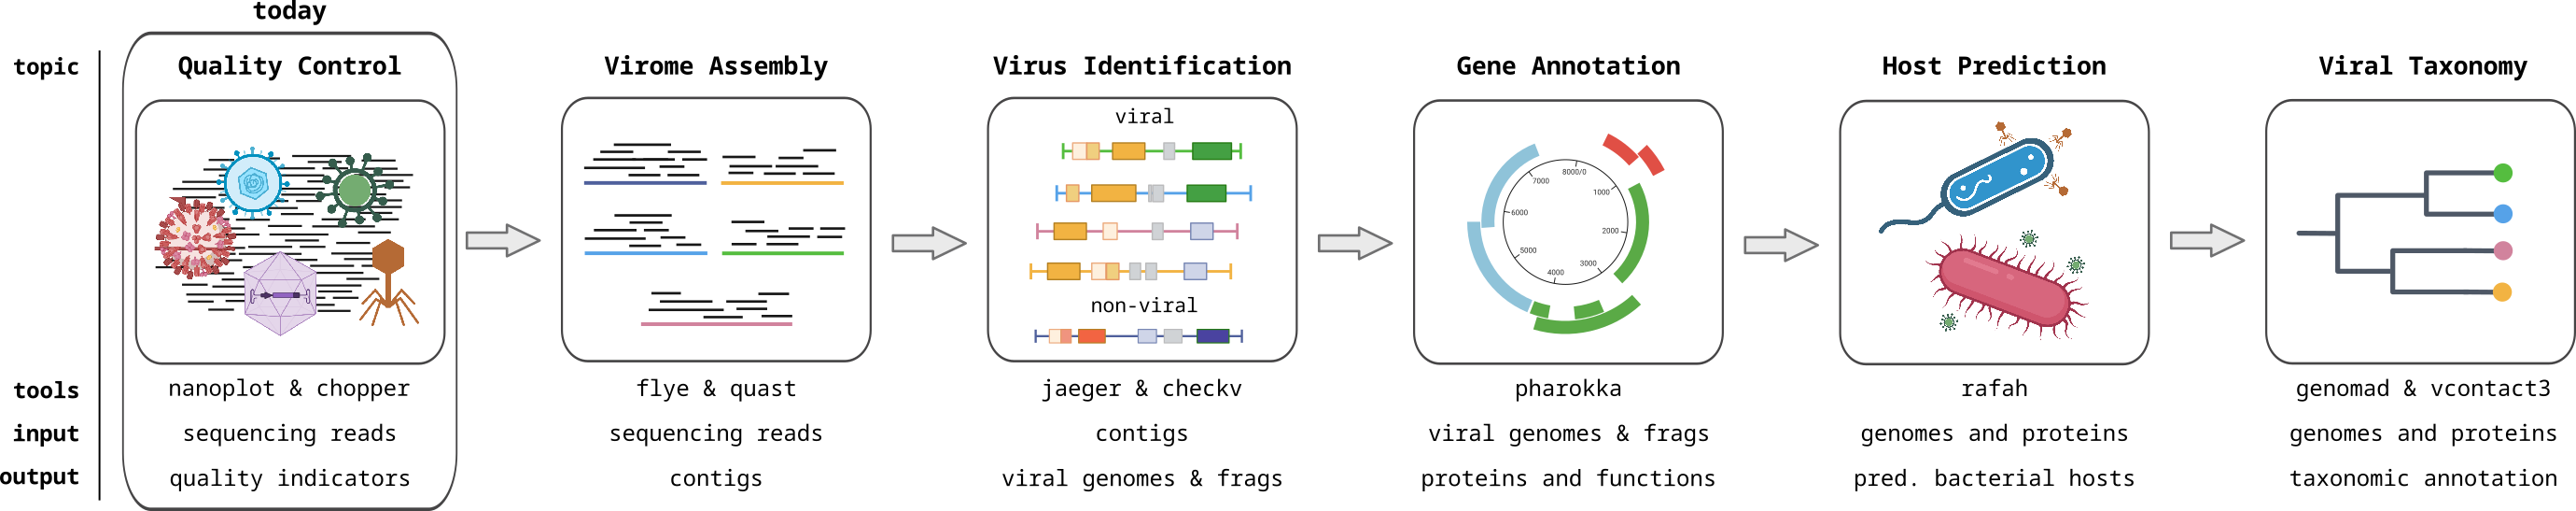 today
topic
Quality Control
Virome Assembly
Virus Identification
Gene Annotation
Host Prediction
Viral Taxonomy
viral
non-viral
8000/0
1000
2000
3000
4000
5000
6000
7000
tools
nanoplot & chopper
flye & quast
jaeger & checkv
pharokka
rafah
genomad & vcontact3
input
sequencing reads
sequencing reads
contigs
viral genomes & frags
genomes and proteins
genomes and proteins
output
quality indicators
contigs
viral genomes & frags
proteins and functions
pred. bacterial hosts
taxonomic annotation